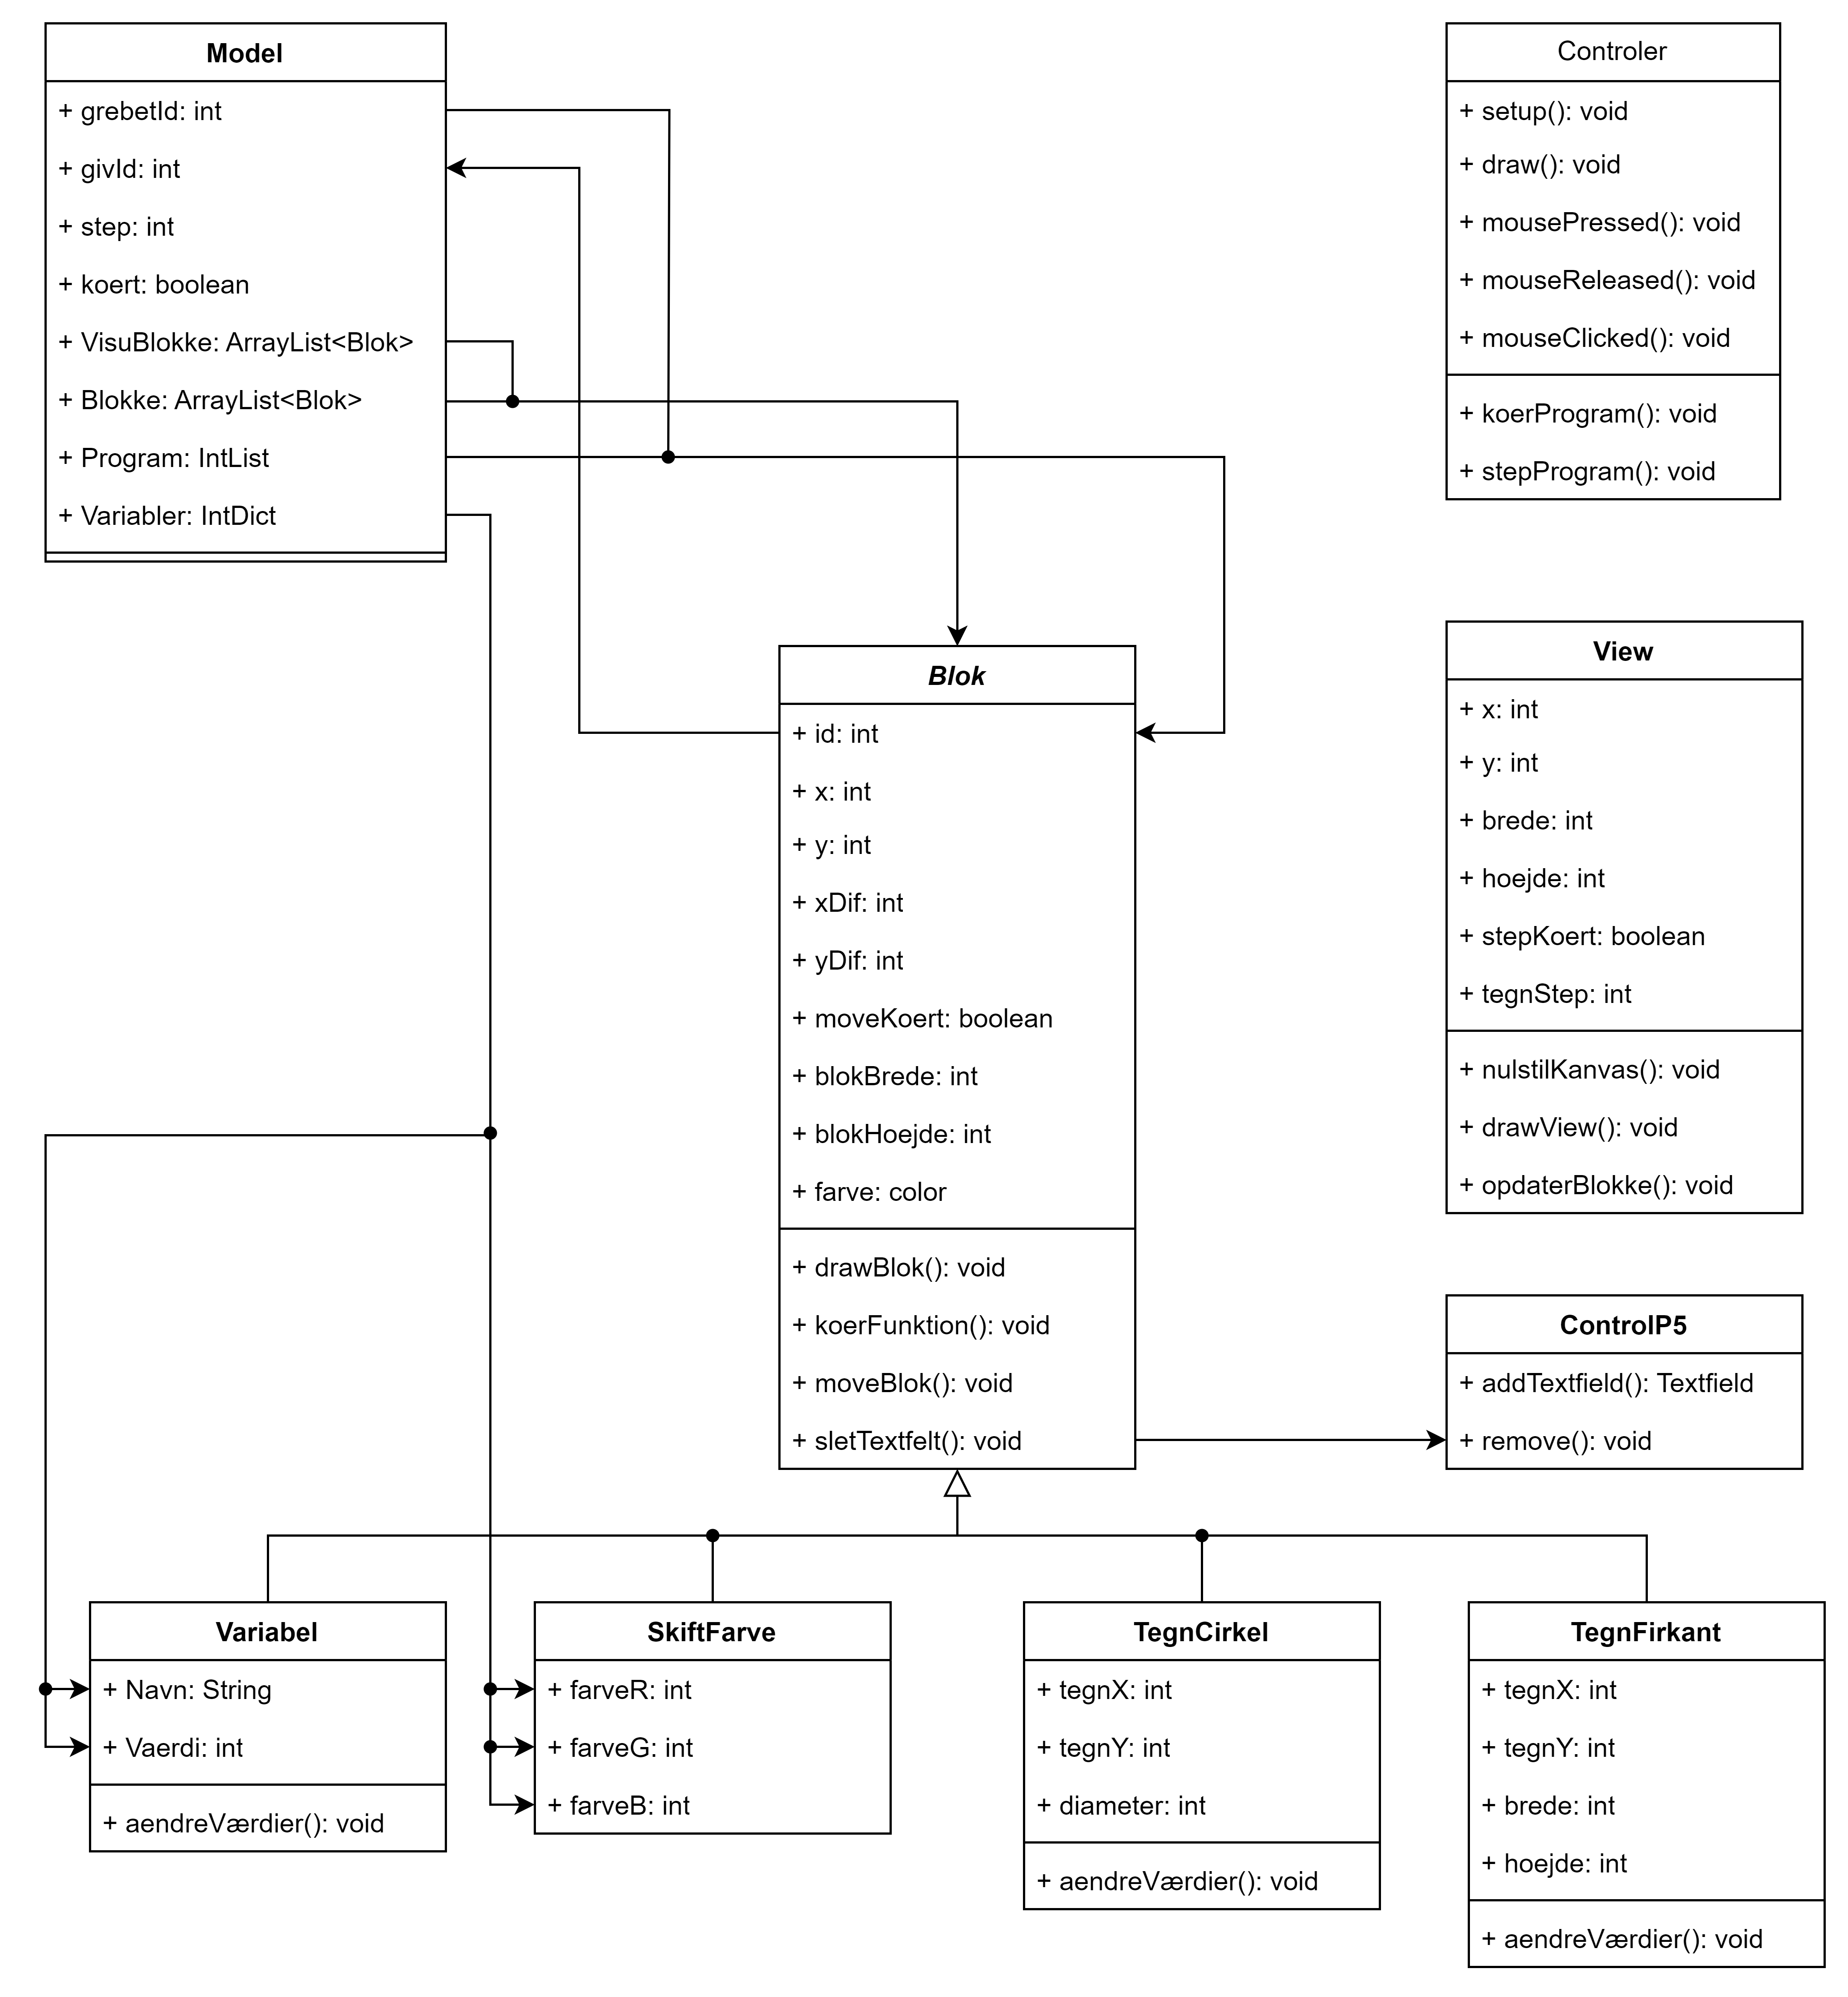 Model
+ grebetId: int
+ givId: int
+ step: int
+ koert: boolean
+ VisuBlokke: ArrayList<Blok>
+ Blokke: ArrayList<Blok>
+ Program: IntList
+ Variabler: IntDict
Controler
+ setup(): void
+ draw(): void
+ mousePressed(): void
+ mouseReleased(): void
+ mouseClicked(): void
+ koerProgram(): void
+ stepProgram(): void
Blok
+ id: int
+ x: int
+ y: int
+ xDif: int
+ yDif: int
+ moveKoert: boolean
+ blokBrede: int
+ blokHoejde: int
+ farve: color
+ drawBlok(): void
+ koerFunktion(): void
+ moveBlok(): void
+ sletTextfelt(): void
View
+ x: int
+ y: int
+ brede: int
+ hoejde: int
+ stepKoert: boolean
+ tegnStep: int
+ nulstilKanvas(): void
+ drawView(): void
+ opdaterBlokke(): void
ControlP5
+ addTextfield(): Textfield
+ remove(): void
Variabel
+ Navn: String
+ Vaerdi: int
+ aendreVærdier(): void
SkiftFarve
+ farveR: int
+ farveG: int
+ farveB: int
TegnCirkel
+ tegnX: int
+ tegnY: int
+ diameter: int
+ aendreVærdier(): void
TegnFirkant
+ tegnX: int
+ tegnY: int
+ brede: int
+ hoejde: int
+ aendreVærdier(): void